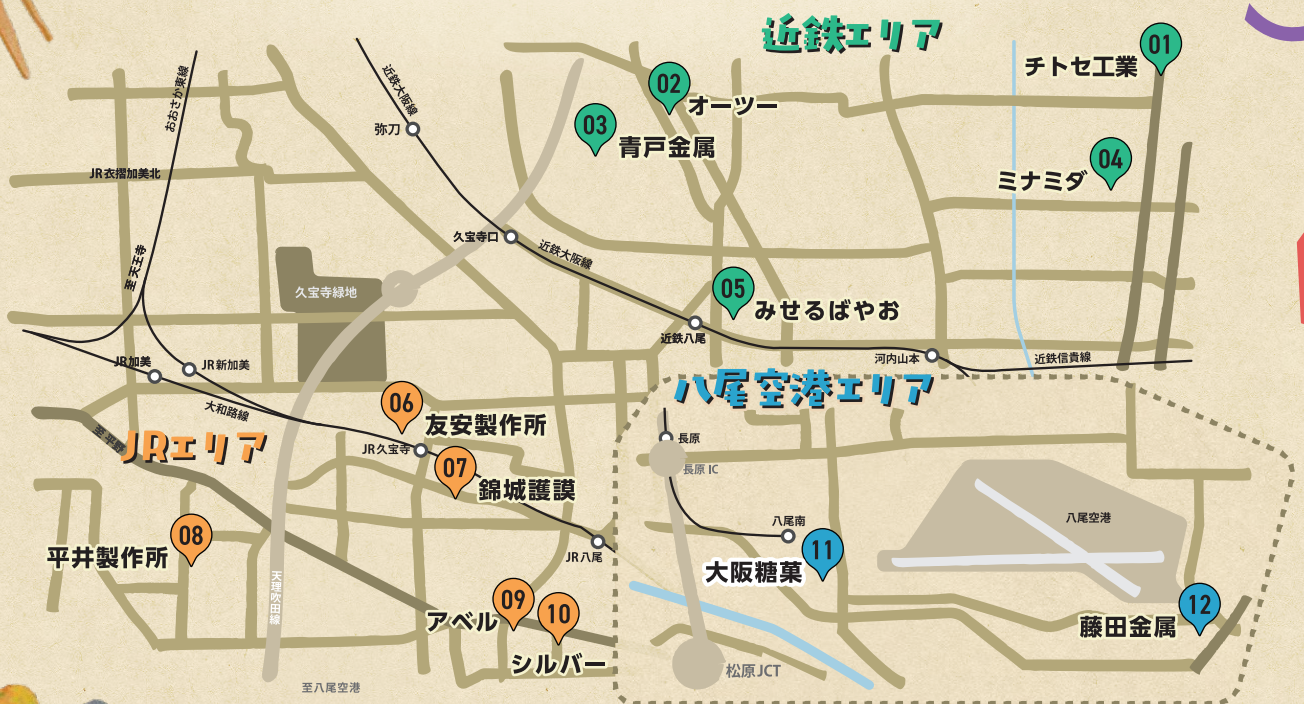 近鉄エリア
01
チトセ工業
02
オーツー
03
青戸金属
04
ミナミダ
05
みせるばやお
おおさか東線
近鉄大阪線
弥刀
JR衣摺加美北
久宝寺口
近鉄大阪線
至天王寺
久宝寺緑地
近鉄八尾
河内山本
近鉄信貴線
JR加美
JR新加美
大和路線
八尾空港エリア
JRエリア
06
友安製作所
JR久宝寺
07
錦城護謨
08
平井製作所
JR八尾
天理吹田線
09
アベル
10
シルバー
至八尾空港
長原
長原IC
八尾南
八尾空港
11
大阪糖菓
12
藤田金属
松原JCT